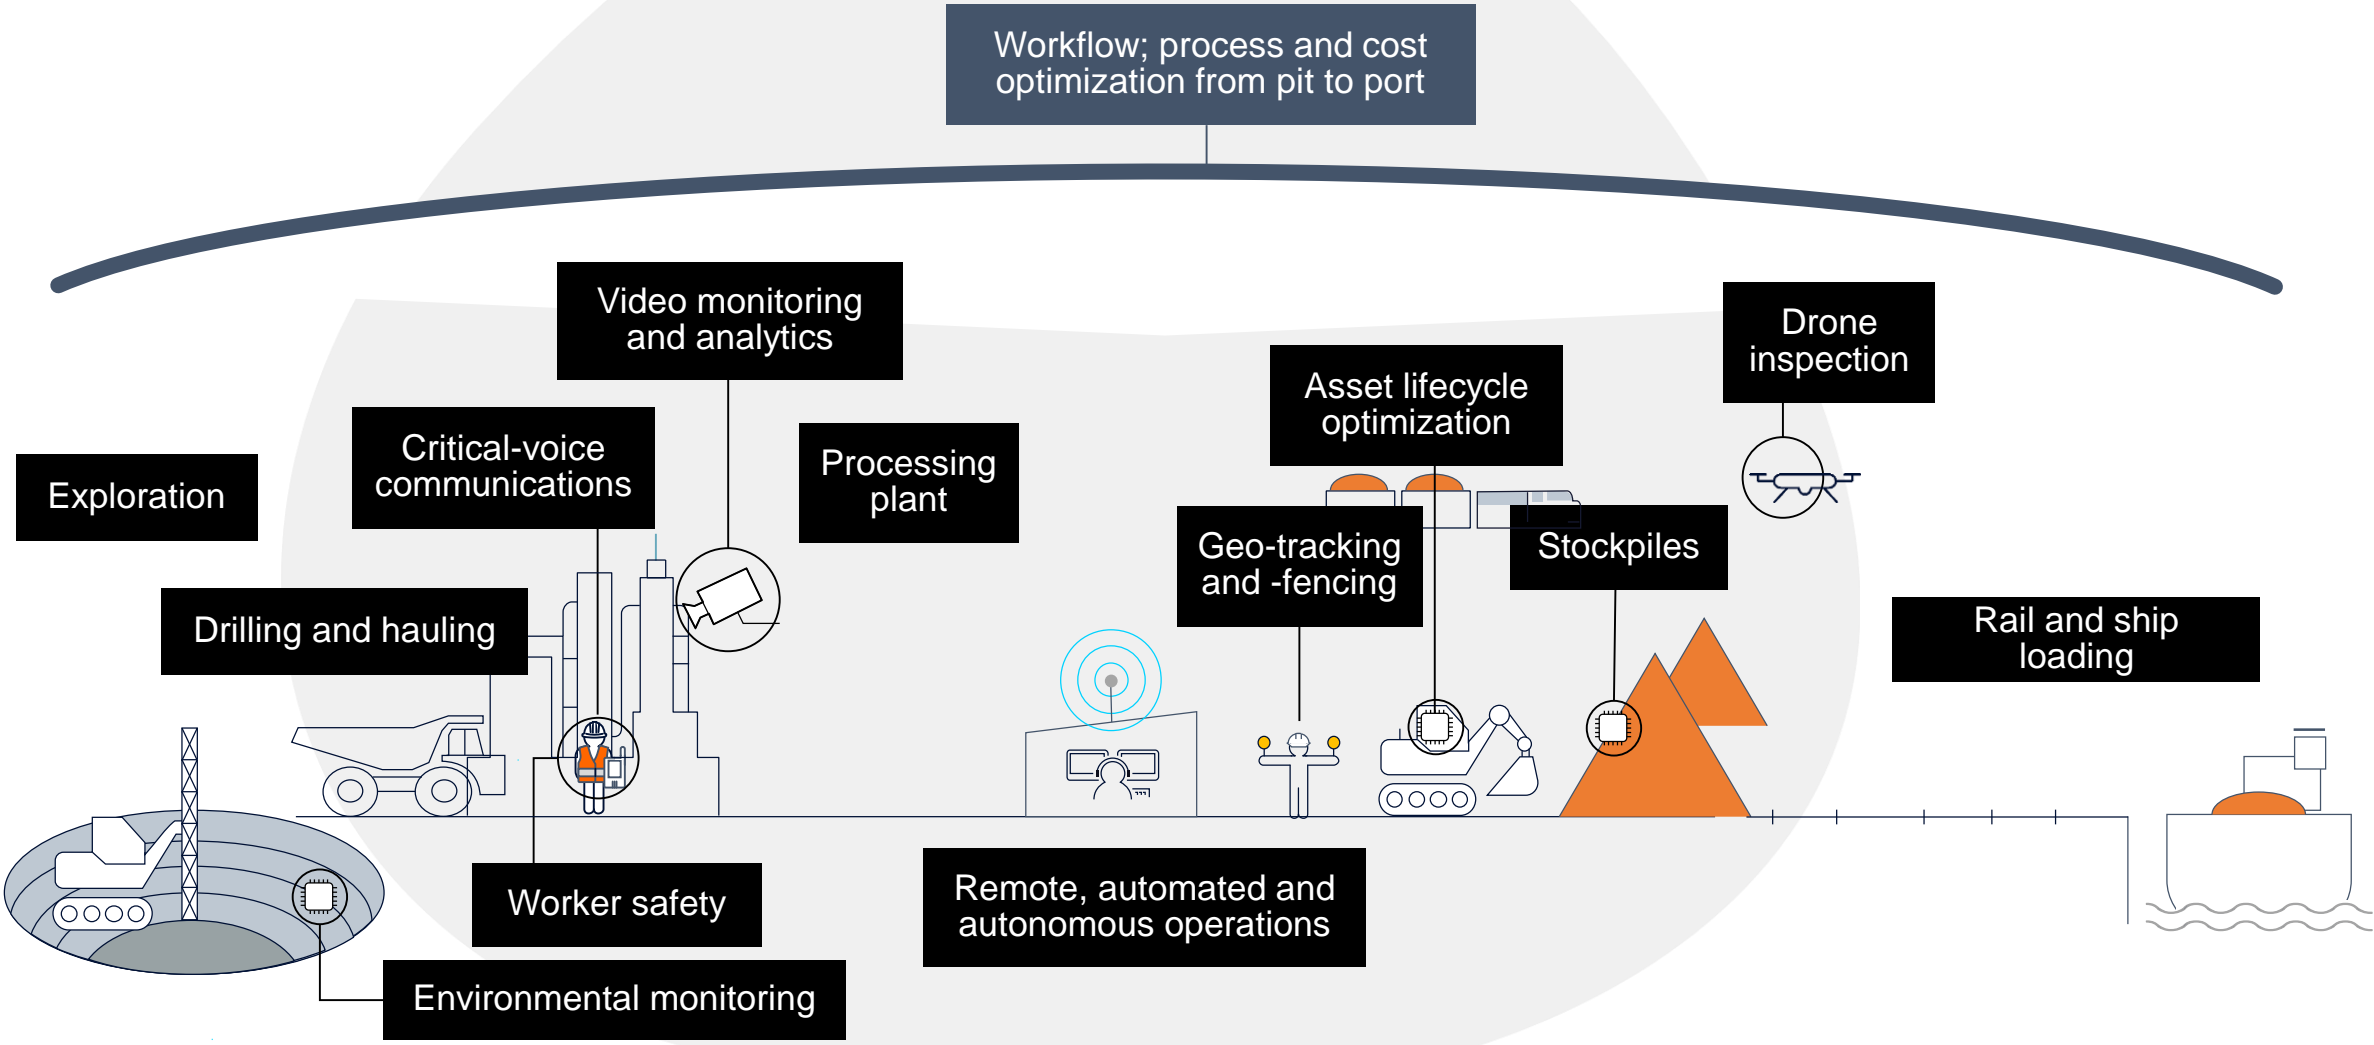 Workflow; process and cost
optimization from pit to port
Video monitoring
and analytics
Drone
inspection
Asset lifecycle
optimization
Critical-voice
communications
Processing
plant
Exploration
Geo-tracking
and -fencing
Stockpiles
Drilling and hauling
Rail and ship
loading
Worker safety
Remote, automated and
autonomous operations
Environmental monitoring